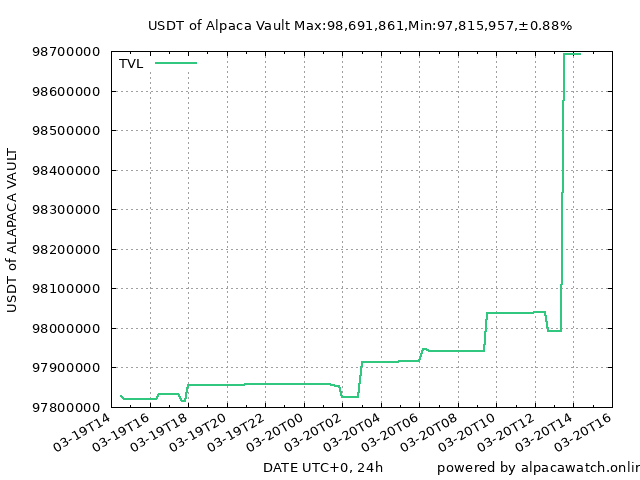 USDT of Alpaca Vault Max:98,691,861,Min:97,815,957,±0.88%
TVL
98700000
98600000
98500000
98400000
98300000
98200000
98100000
98000000
97900000
97800000
USDT of ALAPACA VAULT
03-19T14
03-19T16
03-19T18
03-19T20
03-19T22
03-20T00
03-20T02
03-20T04
03-20T06
03-20T08
03-20T10
03-20T12
03-20T14
03-20T16
DATE UTC+0, 24h
powered by alpacawatch.onlin